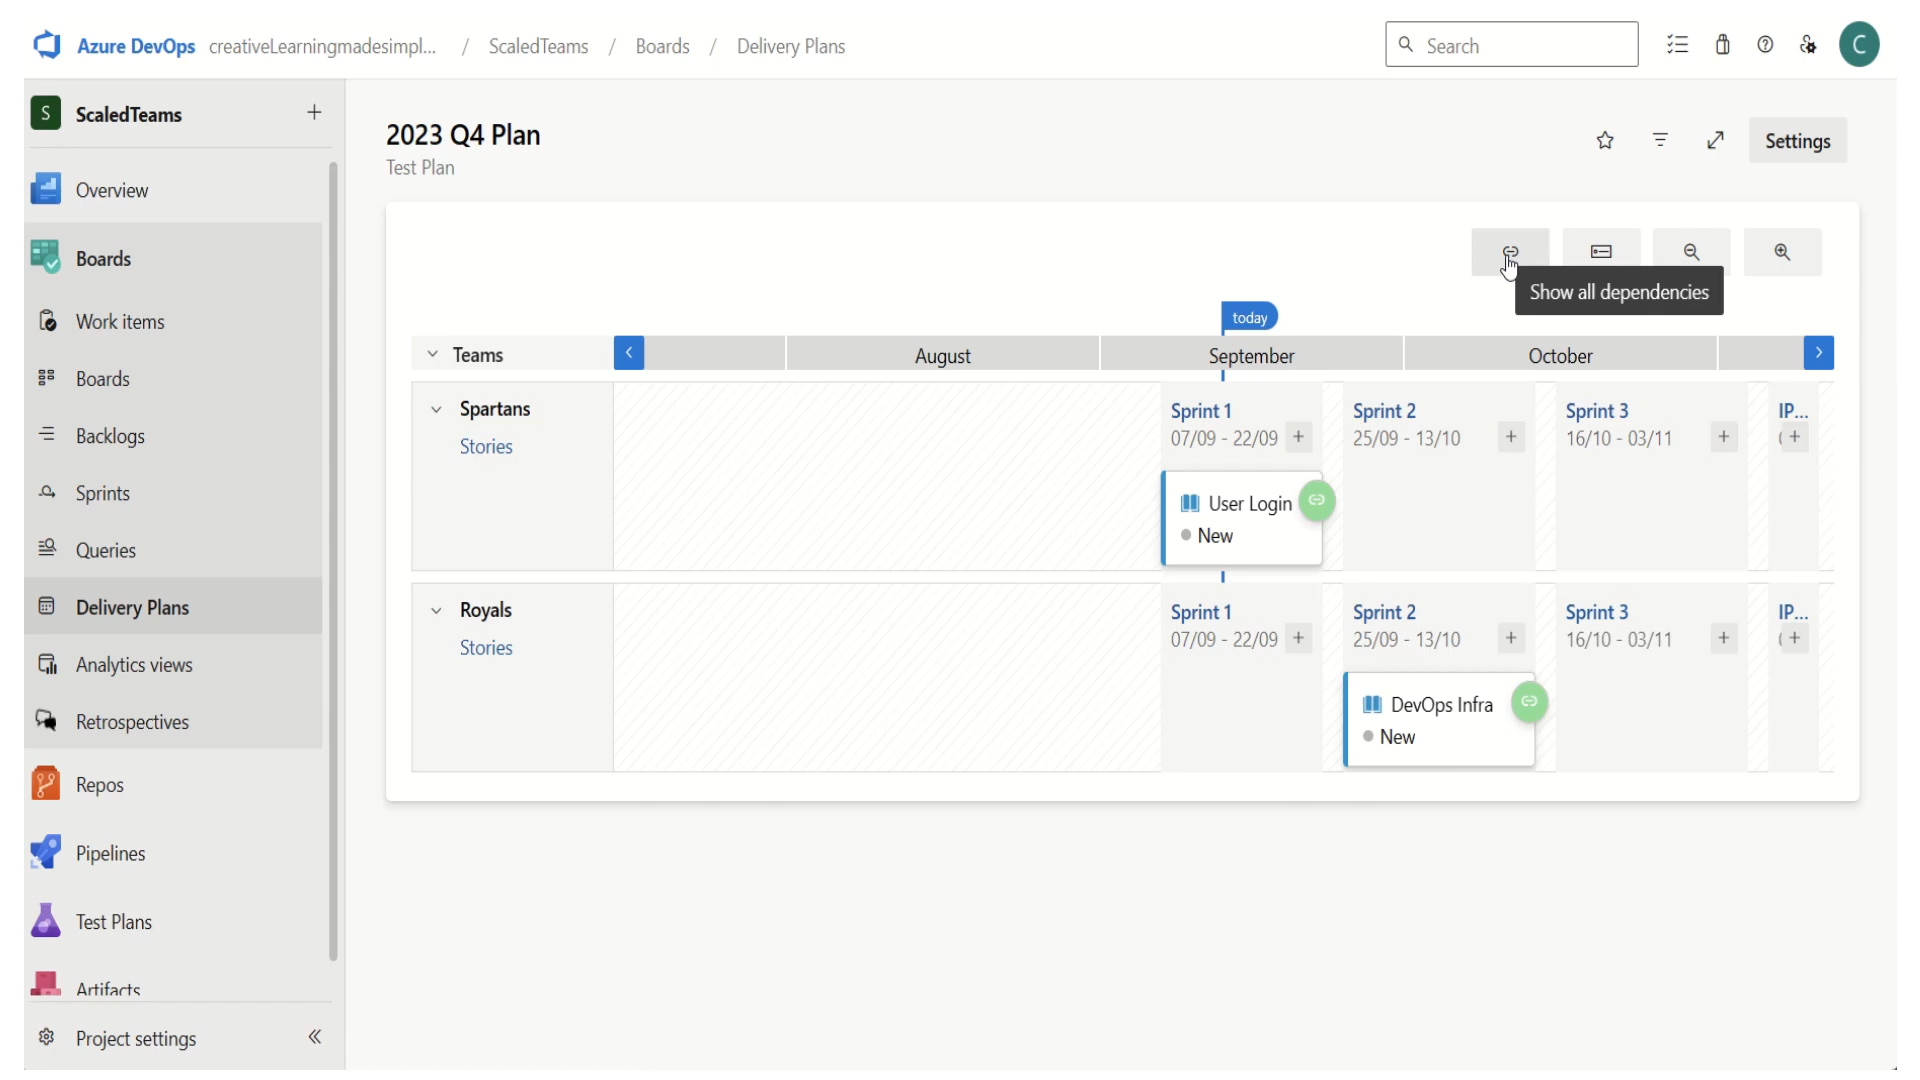 Azure DevOps creativeLearningmadesimpl... / ScaledTeams / Boards / Delivery Plans
Search
C
S ScaledTeams
Overview
Boards
Work items
Boards
Backlogs
Sprints
Queries
Delivery Plans
Analytics views
Retrospectives
Repos
Pipelines
Test Plans
Artifacts
Project settings
2023 Q4 Plan
Test Plan
Settings
Show all dependencies
today
Teams
August
September
October
Spartans
Stories
Sprint 1
07/09 - 22/09
Sprint 2
25/09 - 13/10
Sprint 3
16/10 - 03/11
IP...
User Login
New
Royals
Stories
Sprint 1
07/09 - 22/09
Sprint 2
25/09 - 13/10
Sprint 3
16/10 - 03/11
IP...
DevOps Infra
New